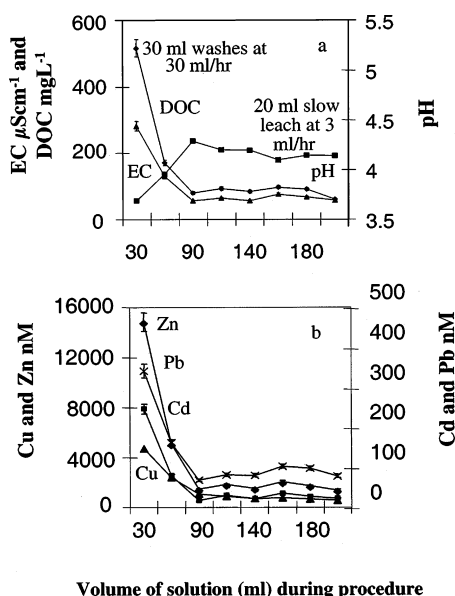 600
400
200
0
EC µScm-1 and
DOC mgL-1
a
30 ml washes at
30 ml/hr
DOC
20 ml slow
leach at 3
ml/hr
EC
pH
5.5
5
4.5
4
3.5
pH
30
90
140
180
16000
12000
8000
4000
0
Cu and Zn nM
b
Zn
Pb
Cd
Cu
500
400
300
200
100
0
Cd and Pb nM
30
90
140
180
Volume of solution (ml) during procedure